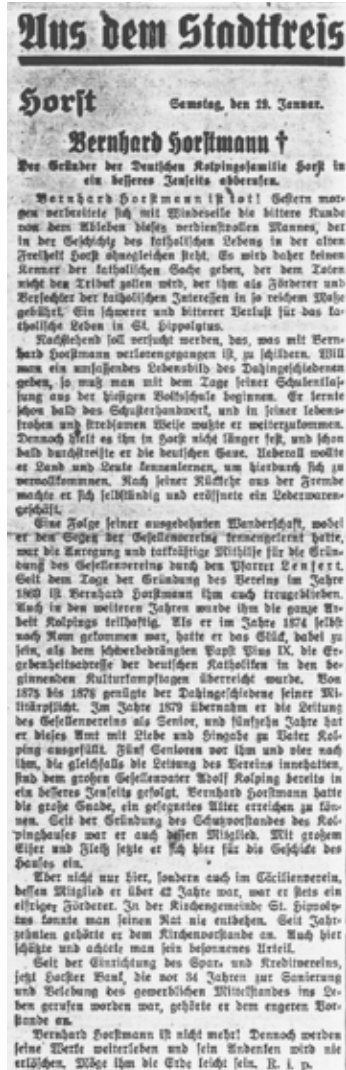 Aus dem Stadtkreis
Horst Samstag, den 19. Januar.
Bernhard Horstmann †
Der Gründer der Deutschen Kolpingsfamilie Horst in
ein besseres Jenseits abberufen.
Bernhard Horstmann ist tot! Gestern mor-
gen verbreitete sich mit Windeseile die bittere Kunde
von dem Ableben dieses verdienstvollen Mannes, der
in der Geschichte des katholischen Lebens in der alten
Freiheit Horst ohnegleichen steht. Es wird daher keinen
Kenner der katholischen Sache geben, der dem Toten
nicht den Tribut zollen wird, der ihm als Förderer und
Verfechter der katholischen Interessen in so reichem Maße
gebührt. Ein schwerer und bitterer Verlust für das ka-
tholische Leben in St. Hippolytus.
Nachstehend soll versucht werden, das, was mit Bern-
hard Horstmann verlorengegangen ist, zu schildern. Will
man ein umfassendes Lebensbild des Dahingeschiedenen
geben, so muß man mit dem Tage seiner Schulentlas-
sung aus der hiesigen Volksschule beginnen. Er lernte
schon bald das Schusterhandwerk, und in seiner lebens-
frohen und strebsamen Weise wußte er weiterzukommen.
Dennoch hielt es ihn in Horst nicht länger fest, und schon
bald durchstreifte er die deutschen Gaue. Ueberall wollte
er Land und Leute kennenlernen, um hierdurch sich zu
vervollkommnen. Nach seiner Rückkehr aus der Fremde
machte er sich selbständig und eröffnete ein Lederwaren-
geschäft.
Eine Folge seiner ausgedehnten Wanderschaft, wobei
er den Segen der Gesellenvereine kennengelernt hatte,
war die Anregung und tatkräftige Mithilfe für die Grün-
dung des Gesellenvereins durch den Pfarrer Lenfert.
Seit dem Tage der Gründung des Vereins im Jahre
1869 ist Bernhard Horstmann ihm auch treugeblieben.
Auch in den weiteren Jahren wurde ihm die ganze Ar-
beit Kolpings teilhaftig. Als er im Jahre 1874 selbst
nach Rom gekommen war, hatte er das Glück, dabei zu
sein, als dem schwerbedrängten Papst Pius IX. die Er-
gebenheitsadresse der deutschen Katholiken in den be-
ginnenden Kulturkampftagen überreicht wurde. Von
1875 bis 1878 genügte der Dahingeschiedene seiner Mi-
litärpflicht. Im Jahre 1879 übernahm er die Leitung
des Gesellenvereins als Senior, und fünfzehn Jahre hat
er dieses Amt mit Liebe und Hingabe zu Vater Kol-
ping ausgefüllt. Fünf Senioren vor ihm und vier nach
ihm, die gleichfalls die Leitung des Vereins innehatten,
sind dem großen Gesellenvater Adolf Kolping bereits in
ein besseres Jenseits gefolgt. Bernhard Horstmann hatte
die große Gnade, ein gesegnetes Alter erreichen zu kön-
nen. Seit der Gründung des Schutzvorstandes des Kol-
pinghauses war er auch dessen Mitglied. Mit großem
Eifer und Fleiß setzte er sich hier für die Geschicke des
Hauses ein.
Aber nicht nur hier, sondern auch im Cäcilienverein,
dessen Mitglied er über 42 Jahre war, war er stets ein
eifriger Förderer. In der Kirchengemeinde St. Hippoly-
tus konnte man seinen Rat nie entbehen. Seit Jahr-
zehnten gehörte er dem Kirchenvorstande an. Auch hier
schätzte und achtete man sein besonnenes Urteil.
Seit der Einrichtung des Spar- und Kreditvereins,
jetzt Horster Bank, die vor 34 Jahren zur Sanierung
und Belebung des gewerblichen Mittelstandes ins Le-
ben gerufen worden war, gehörte er dem engeren Vor-
stande an.
Bernhard Horstmann ist nicht mehr! Dennoch werden
seine Werke weiterleben und sein Andenken wird nie
erlöschen. Möge ihm die Erde leicht sein. R. i. p.